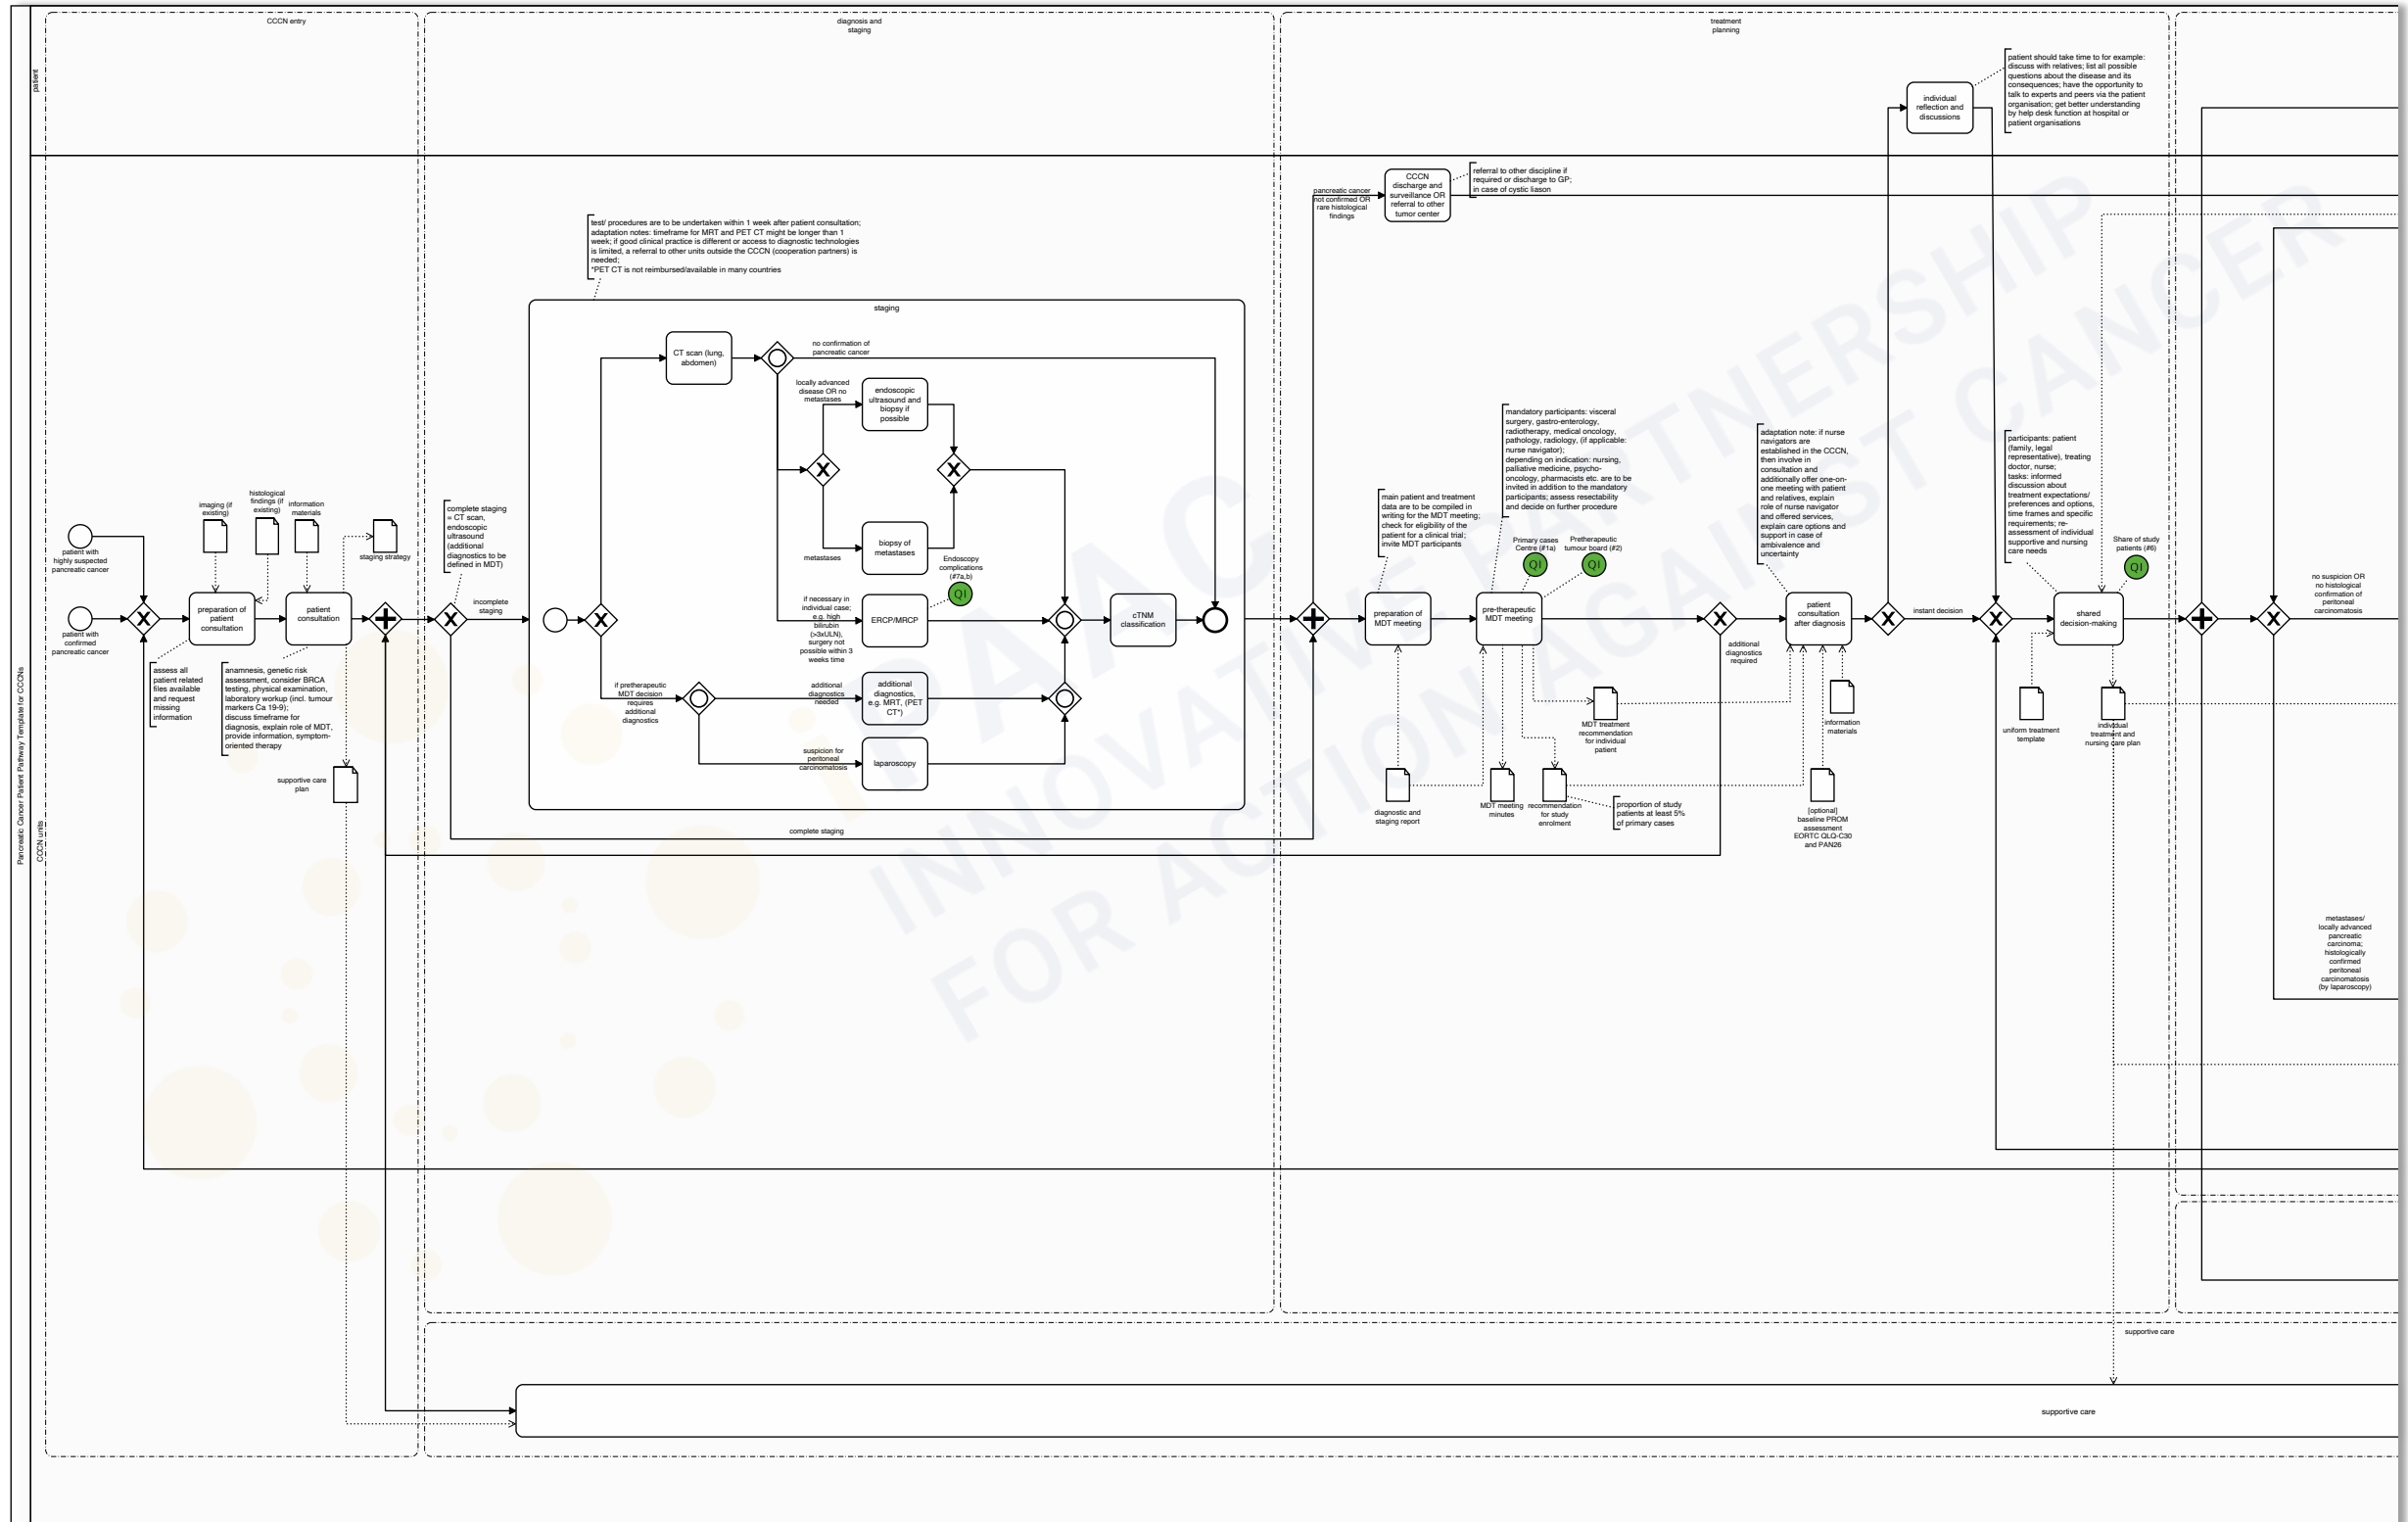 CCCN entry
diagnosis and
staging
treatment
planning
patient
Pancreatic Cancer Patient Pathway Template for CCCNs
CCCN units
patient should take time to for example:
discuss with relatives; list all possible
questions about the disease and its
consequences; have the opportunity to
talk to experts and peers via the patient
organisation; get better understanding
by help desk function at hospital or
patient organisations
individual
reflection and
discussions
CCCN
discharge and
surveillance OR
referral to other
tumor center
referral to other discipline if
required or discharge to GP;
in case of cystic liason
pancreatic cancer
not confirmed OR
rare histological
findings
test/ procedures are to be undertaken within 1 week after patient consultation;
adaptation notes: timeframe for MRT and PET CT might be longer than 1
week; if good clinical practice is different or access to diagnostic technologies
is limited, a referral to other units outside the CCCN (cooperation partners) is
needed;
*PET CT is not reimbursed/available in many countries
staging
CT scan (lung,
abdomen)
no confirmation of
pancreatic cancer
locally advanced
disease OR no
metastases
endoscopic
ultrasound and
biopsy if
possible
metastases
biopsy of
metastases
Endoscopy
complications
(#7a,b)
QI
if necessary in
individual case;
e.g. high
bilirubin
(>3xULN),
surgery not
possible within 3
weeks time
ERCP/MRCP
cTNM
classification
if pretherapeutic
MDT decision
requires
additional
diagnostics
additional
diagnostics
needed
additional
diagnostics,
e.g. MRT, (PET
CT*)
suspicion for
peritoneal
carcinomatosis
laparoscopy
complete staging
patient with
highly suspected
pancreatic cancer
patient with
confirmed
pancreatic cancer
imaging (if
existing)
histological
findings (if
existing)
information
materials
staging strategy
preparation of
patient
consultation
patient
consultation
assess all
patient related
files available
and request
missing
information
anamnesis, genetic risk
assessment, consider BRCA
testing, physical examination,
laboratory workup (incl. tumour
markers Ca 19-9);
discuss timeframe for
diagnosis, explain role of MDT,
provide information, symptom-
oriented therapy
supportive care
plan
complete staging
= CT scan,
endoscopic
ultrasound
(additional
diagnostics to be
defined in MDT)
incomplete
staging
main patient and treatment
data are to be compiled in
writing for the MDT meeting;
check for eligibility of the
patient for a clinical trial;
invite MDT participants
mandatory participants: visceral
surgery, gastro-enterology,
radiotherapy, medical oncology,
pathology, radiology, (if applicable:
nurse navigator);
depending on indication: nursing,
palliative medicine, psycho-
oncology, pharmacists etc. are to be
invited in addition to the mandatory
participants; assess resectability
and decide on further procedure
Primary cases
Centre (#1a)
QI
Pretherapeutic
tumour board (#2)
QI
preparation of
MDT meeting
pre-therapeutic
MDT meeting
diagnostic and
staging report
MDT meeting
minutes
recommendation
for study
enrolment
MDT treatment
recommendation
for individual
patient
proportion of study
patients at least 5%
of primary cases
additional
diagnostics
required
adaptation note: if nurse
navigators are
established in the CCCN,
then involve in
consultation and
additionally offer one-on-
one meeting with patient
and relatives, explain
role of nurse navigator
and offered services,
explain care options and
support in case of
ambivalence and
uncertainty
patient
consultation
after diagnosis
information
materials
[optional]
baseline PROM
assessment
EORTC QLQ-C30
and PAN26
instant decision
participants: patient
(family, legal
representative), treating
doctor, nurse;
tasks: informed
discussion about
treatment expectations/
preferences and options,
time frames and specific
requirements; re-
assessment of individual
supportive and nursing
care needs
Share of study
patients (#6)
QI
shared
decision-making
uniform treatment
template
individual
treatment and
nursing care plan
no suspicion OR
no histological
confirmation of
peritoneal
carcinomatosis
metastases/
locally advanced
pancreatic
carcinoma;
histologically
confirmed
peritoneal
carcinomatosis
(by laparoscopy)
supportive care
supportive care
iPAAC
INNOVATIVE PARTNERSHIP
FOR ACTION AGAINST CANCER